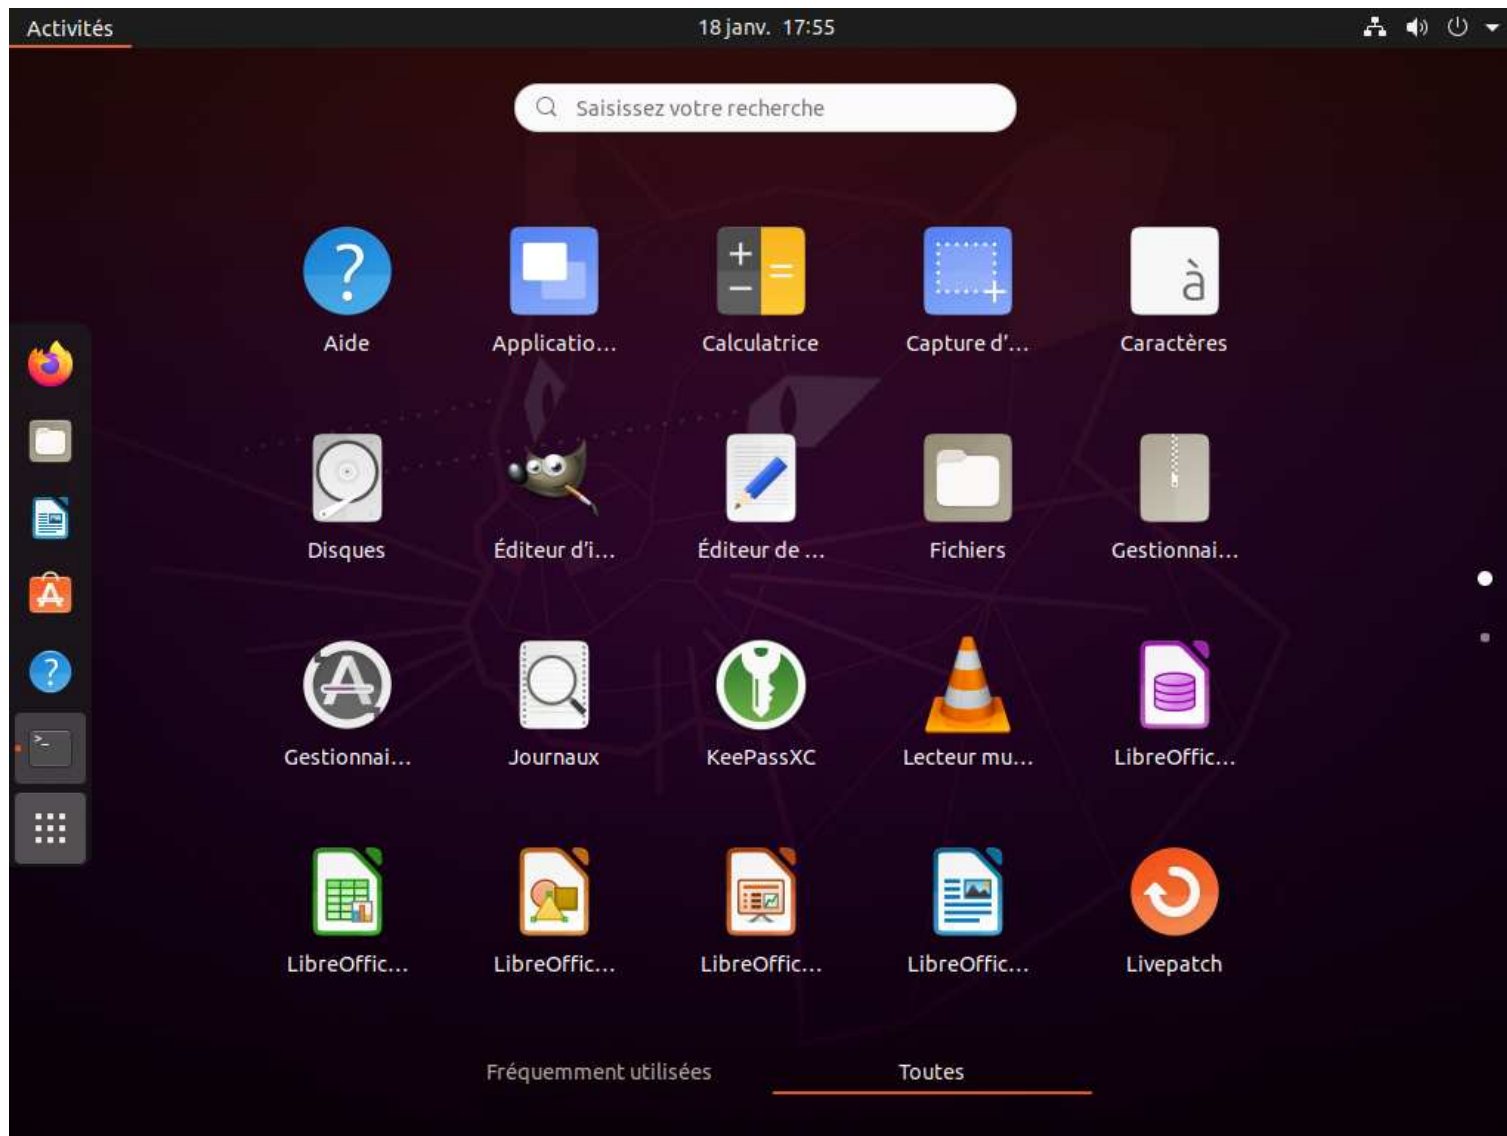 Activités
18 janv. 17:55
Saisissez votre recherche
Aide
Applicatio…
Calculatrice
Capture d'…
Caractères
Disques
Éditeur d'i…
Éditeur de …
Fichiers
Gestionnai…
Gestionnai…
Journaux
KeePassXC
Lecteur mu…
LibreOffic…
LibreOffic…
LibreOffic…
LibreOffic…
LibreOffic…
Livepatch
Fréquemment utilisées
Toutes